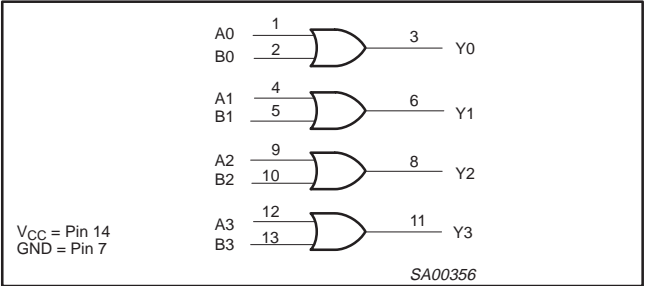 A0 1 3 Y0
B0 2
A1 4 6 Y1
B1 5
A2 9 8 Y2
B2 10
A3 12 11 Y3
B3 13
VCC = Pin 14
GND = Pin 7
SA00356